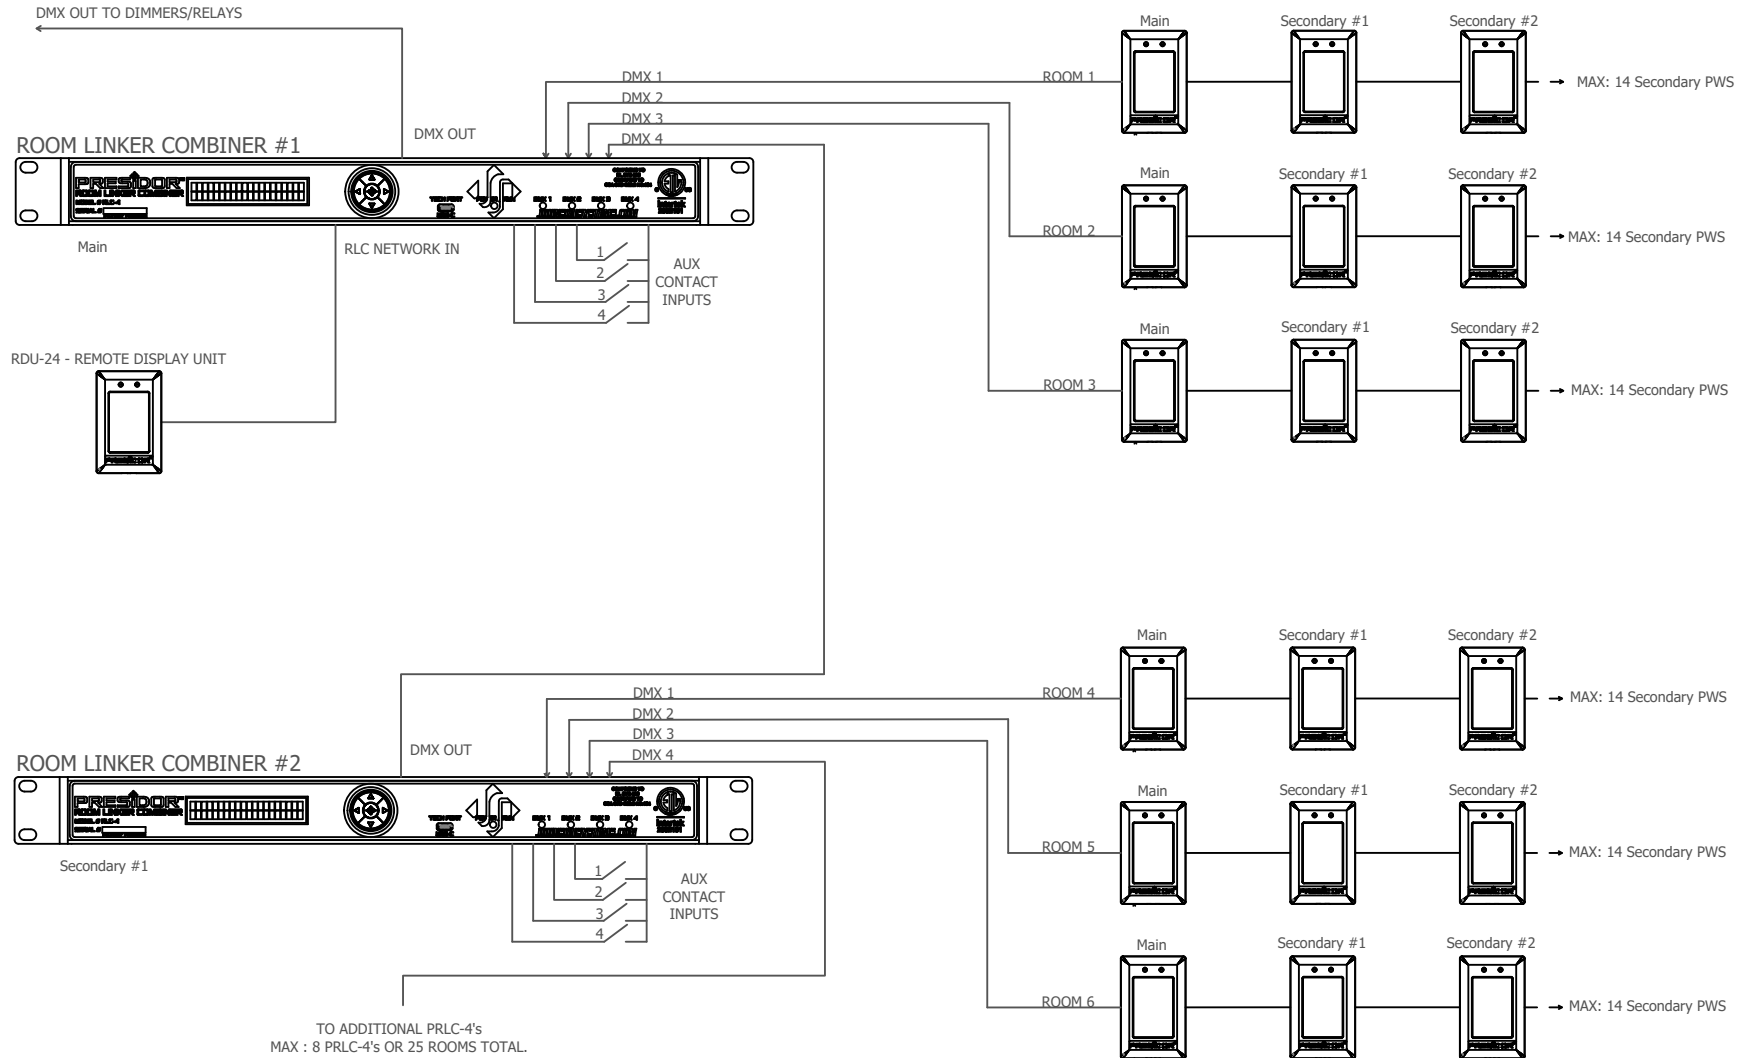 DMX OUT TO DIMMERS/RELAYS
ROOM LINKER COMBINER #1
DMX OUT
DMX 1
DMX 2
DMX 3
DMX 4
PRESIDOR
ROOM LINKER COMBINER
Main
RLC NETWORK IN
1
2
3
4
AUX
CONTACT
INPUTS
RDU-24 - REMOTE DISPLAY UNIT
Main Secondary #1 Secondary #2
ROOM 1
MAX: 14 Secondary PWS
Main Secondary #1 Secondary #2
ROOM 2
MAX: 14 Secondary PWS
Main Secondary #1 Secondary #2
ROOM 3
MAX: 14 Secondary PWS
ROOM LINKER COMBINER #2
DMX OUT
DMX 1
DMX 2
DMX 3
DMX 4
PRESIDOR
ROOM LINKER COMBINER
Secondary #1
1
2
3
4
AUX
CONTACT
INPUTS
Main Secondary #1 Secondary #2
ROOM 4
MAX: 14 Secondary PWS
Main Secondary #1 Secondary #2
ROOM 5
MAX: 14 Secondary PWS
Main Secondary #1 Secondary #2
ROOM 6
MAX: 14 Secondary PWS
TO ADDITIONAL PRLC-4's
MAX : 8 PRLC-4's OR 25 ROOMS TOTAL.